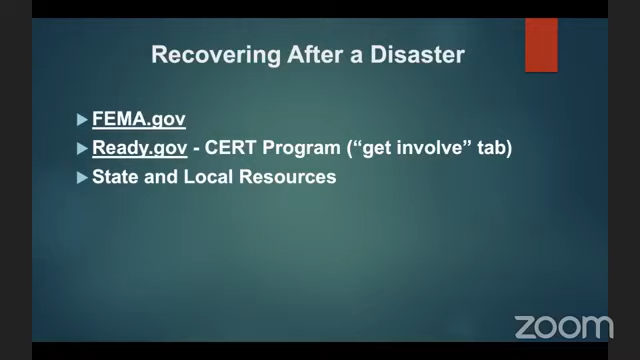 Recovering After a Disaster
FEMA.gov
Ready.gov - CERT Program (“get involve” tab)
State and Local Resources
zoom